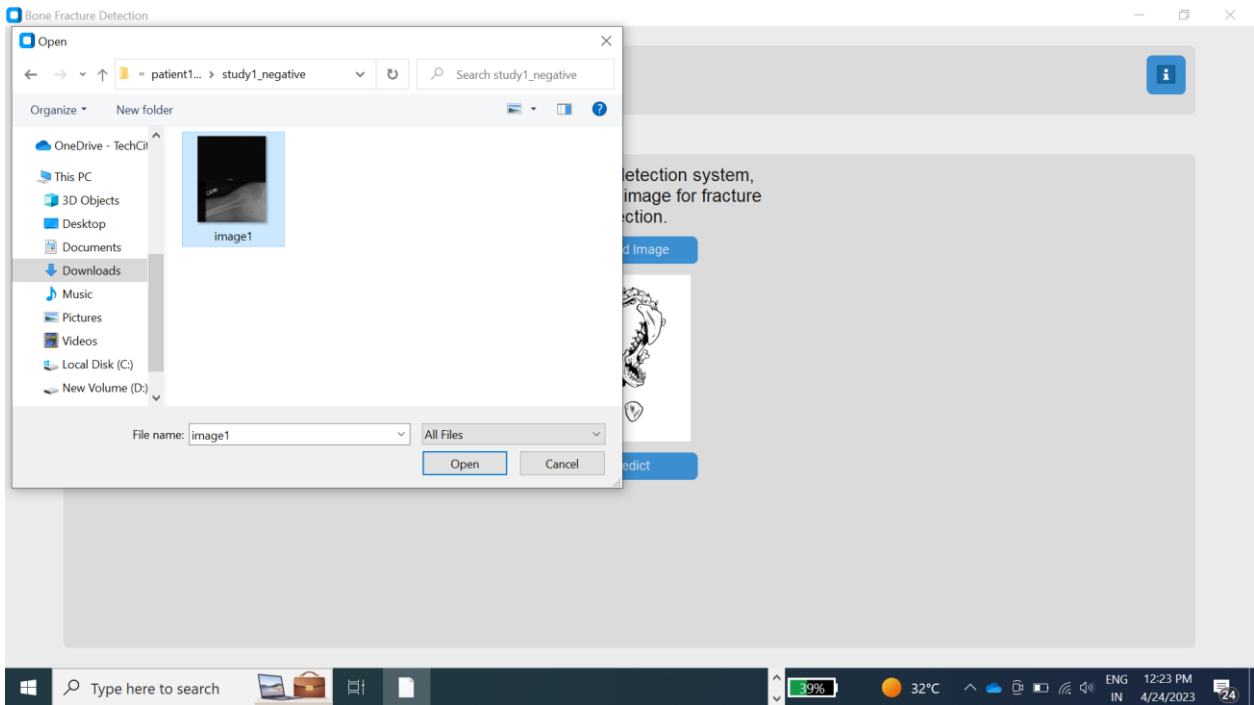 Bone Fracture Detection
Open
patient1... > study1_negative
Search study1_negative
Organize
New folder
OneDrive - TechCit
This PC
3D Objects
Desktop
Documents
Downloads
Music
Pictures
Videos
Local Disk (C:)
New Volume (D:)
image1
File name: image1
All Files
Open
Cancel
detection system,
image for fracture
ction.
d Image
edict
Type here to search
39%
32°C
ENG
IN
12:23 PM
4/24/2023
24